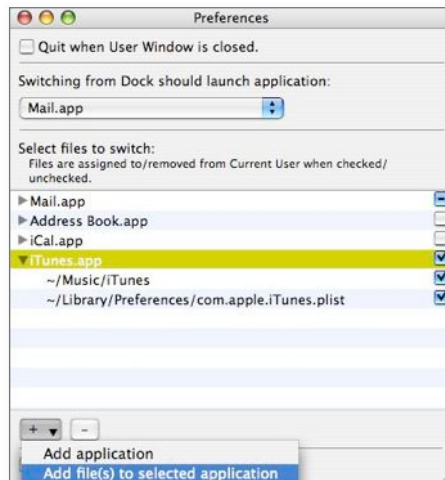 Preferences
Quit when User Window is closed.
Switching from Dock should launch application:
Mail.app
Select files to switch:
Files are assigned to/removed from Current User when checked/
unchecked.
Mail.app
Address Book.app
iCal.app
iTunes.app
~/Music/iTunes
~/Library/Preferences/com.apple.iTunes.plist
Add application
Add file(s) to selected application